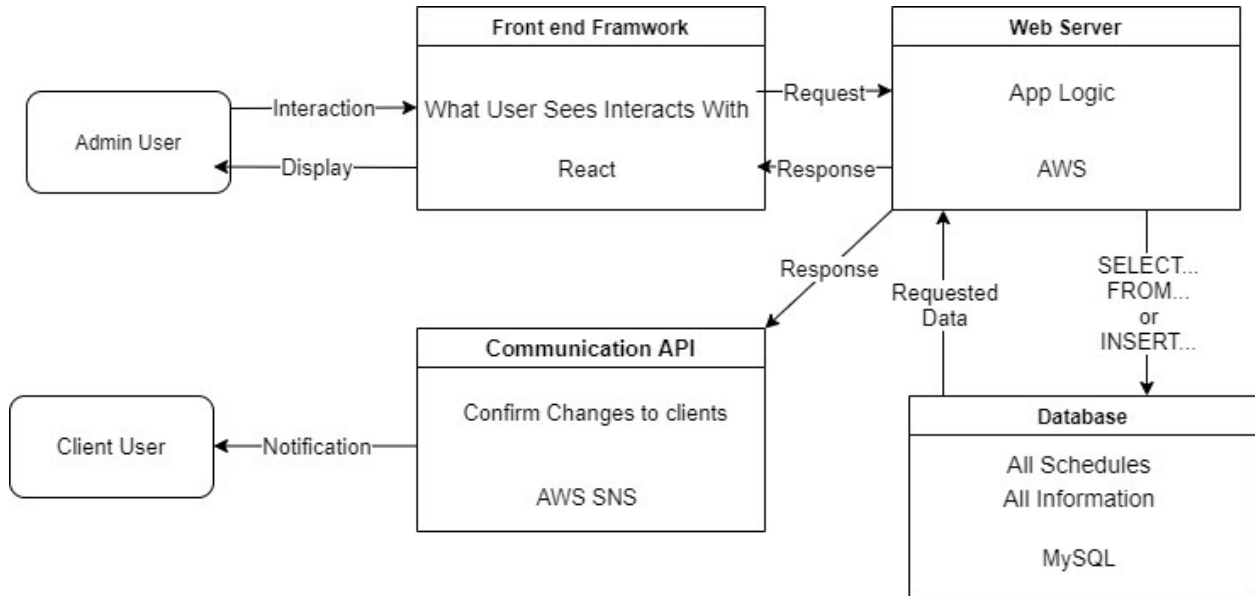 Front end Framwork
Web Server
Admin User
Interaction
Display
What User Sees Interacts With
React
Request
Response
App Logic
AWS
Response
Requested
Data
SELECT...
FROM...
or
INSERT...
Communication API
Confirm Changes to clients
AWS SNS
Client User
Notification
Database
All Schedules
All Information
MySQL